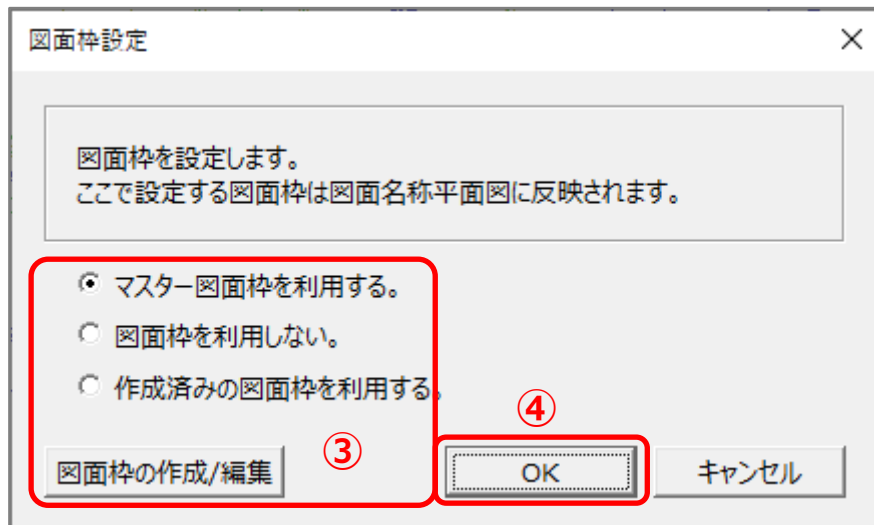 図面枠設定
図面枠を設定します。
ここで設定する図面枠は図面名称平面図に反映されます。
マスター図面枠を利用する。
図面枠を利用しない。
作成済みの図面枠を利用する。
④
図面枠の作成/編集 ③ OK キャンセル